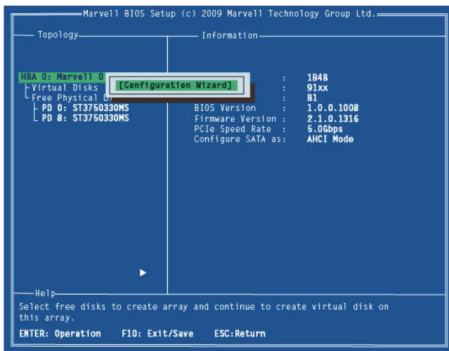 Marvell BIOS Setup (c) 2009 Marvell Technology Group Ltd.
Topology
Information
HBA 0: Marvell 0
Virtual Disks
Free Physical D
PD 0: ST3750330MS
PD 8: ST3750330MS
[Configuration Wizard]
: 1B4B
: 91xx
: B1
BIOS Version : 1.0.0.1008
Firmware Version : 2.1.0.1316
PCIe Speed Rate : 5.0Gbps
Configure SATA as: AHCI Mode
Help
Select free disks to create array and continue to create virtual disk on
this array.
ENTER: Operation F10: Exit/Save ESC:Return